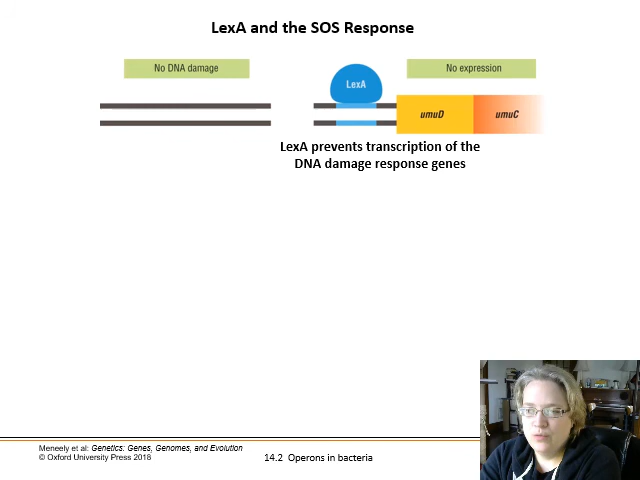 LexA and the SOS Response
No DNA damage
No expression
LexA
umuD
umuC
LexA prevents transcription of the
DNA damage response genes
Meneely et al: Genetics: Genes, Genomes, and Evolution
© Oxford University Press 2018
14.2 Operons in bacteria